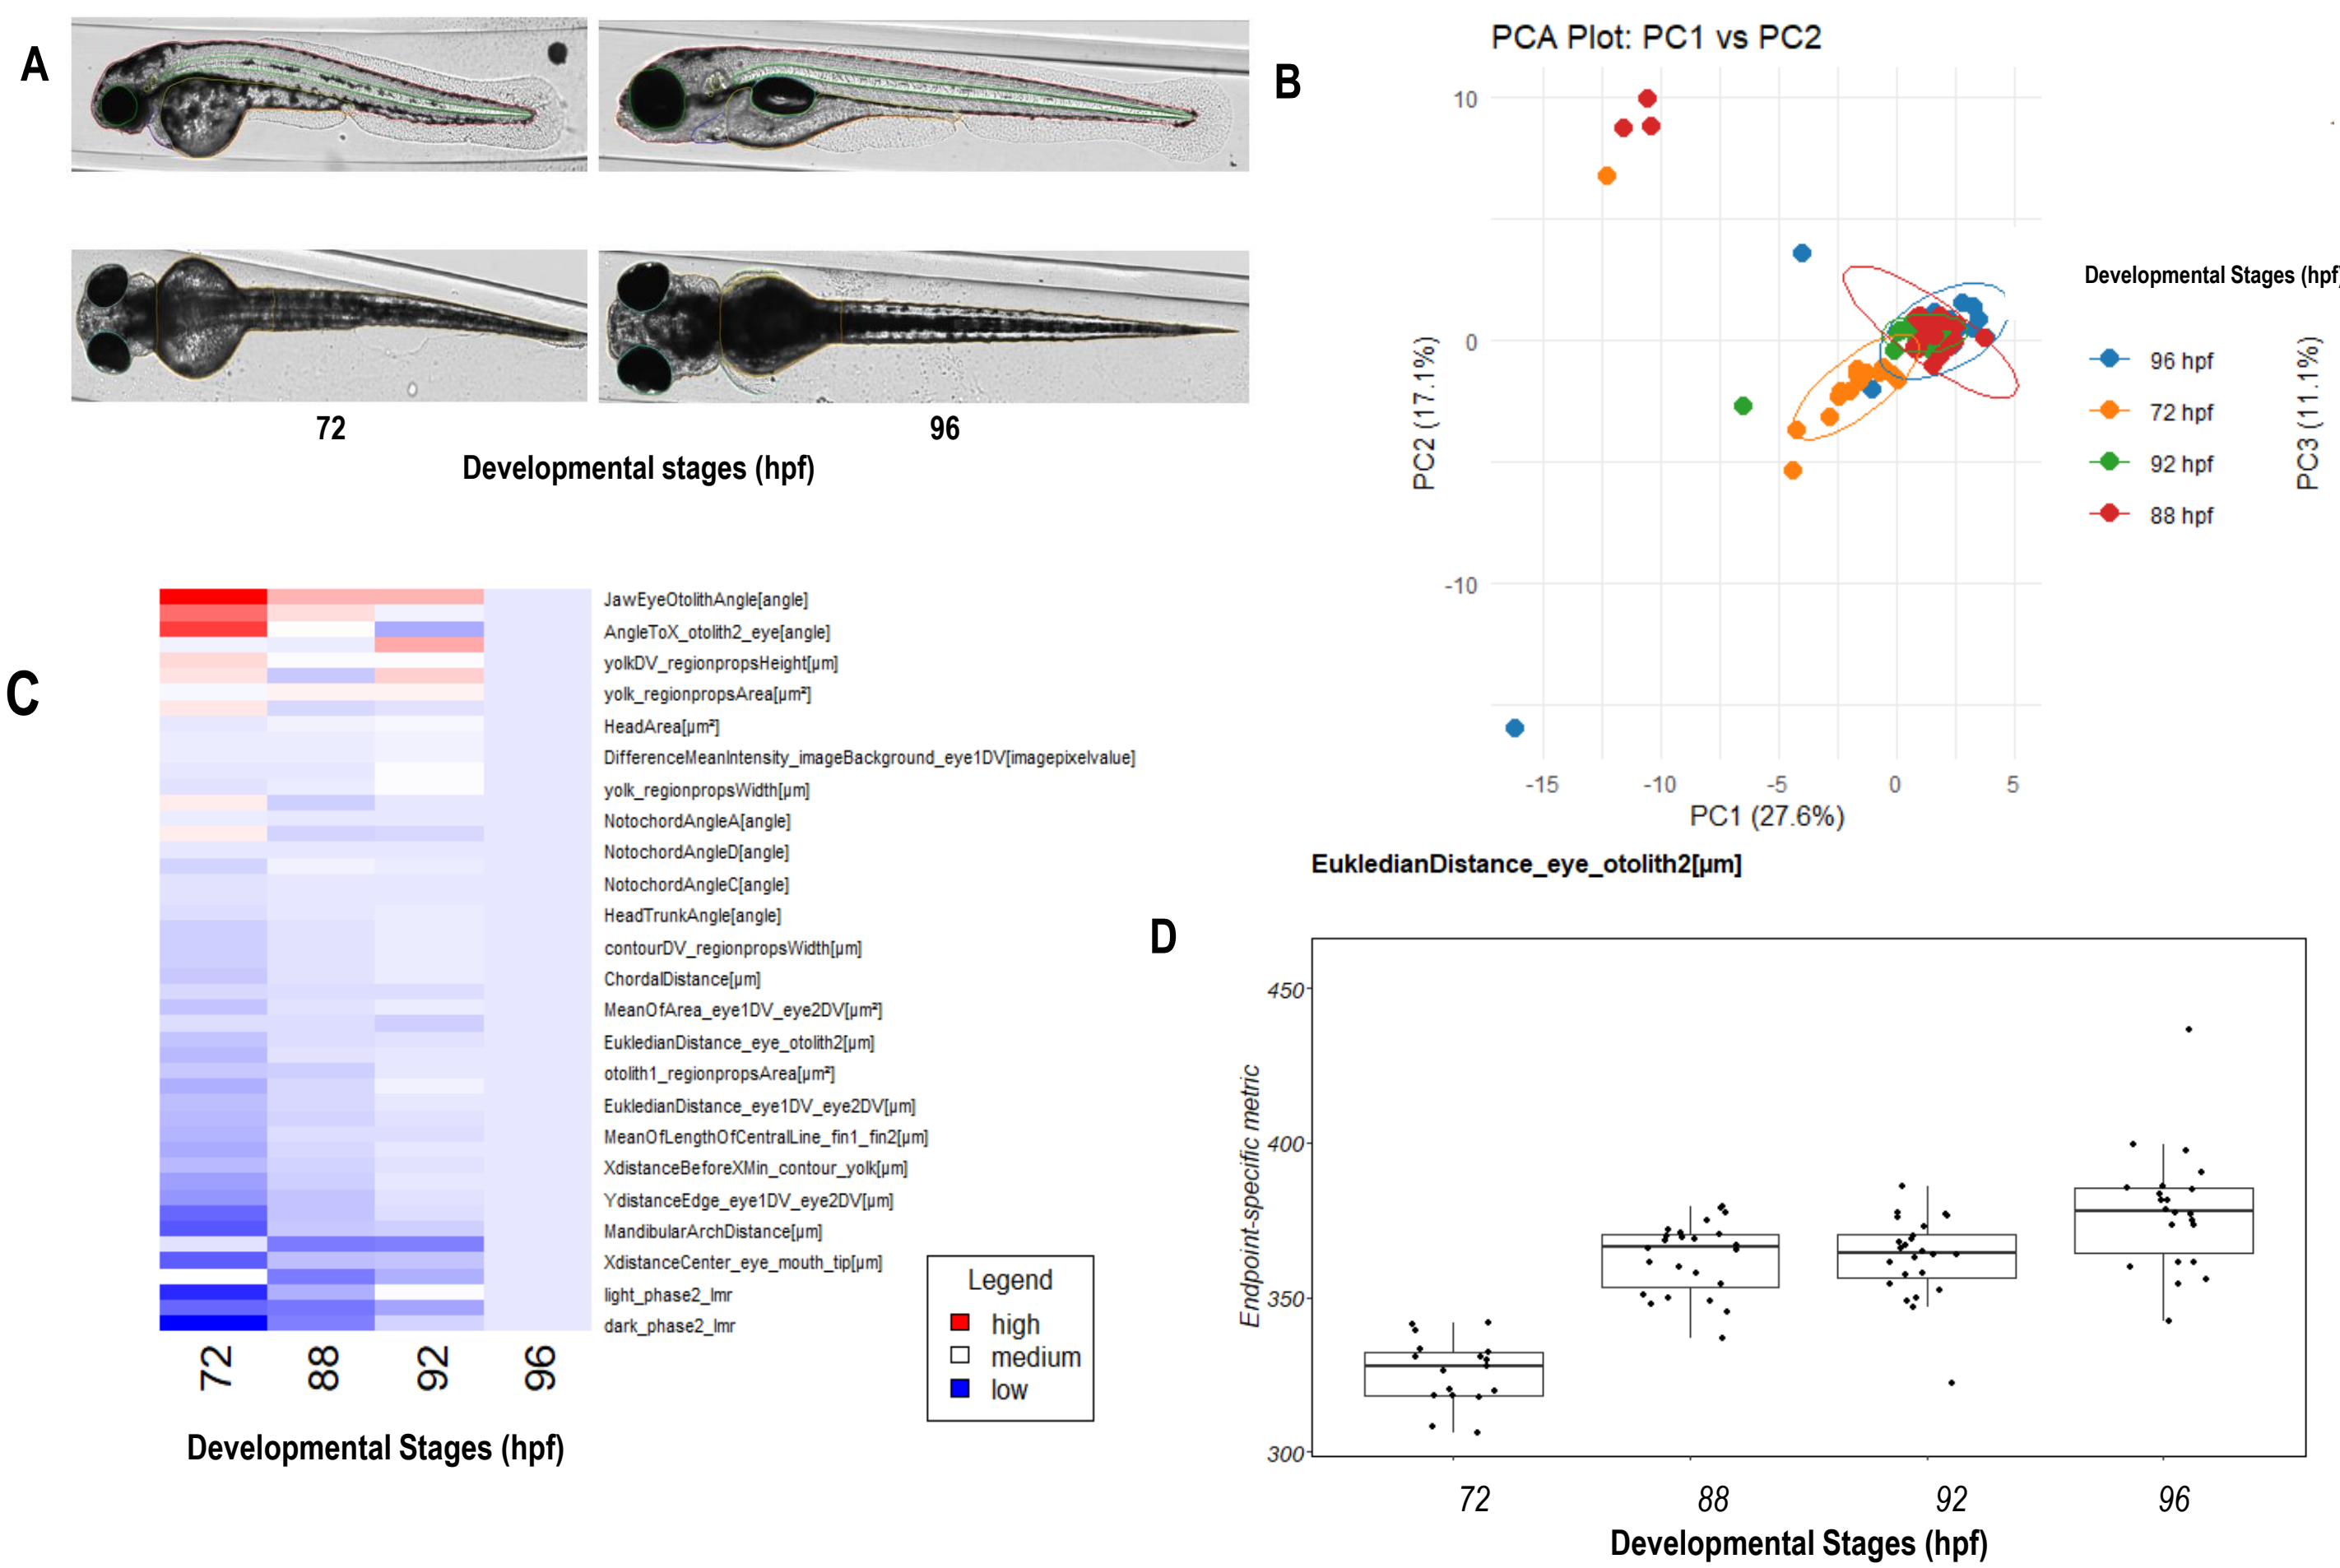 A
72
96
Developmental stages (hpf)
B
PCA Plot: PC1 vs PC2
10
0
-10
PC2 (17.1%)
-15
-10
-5
0
5
PC1 (27.6%)
Developmental Stages (hpf)
96 hpf
72 hpf
92 hpf
88 hpf
PC3 (11.1%)
C
JawEyeOtolithAngle[angle]
AngleToX_otolith2_eye[angle]
yolkDV_regionpropsHeight[µm]
yolk_regionpropsArea[µm²]
HeadArea[µm²]
DifferenceMeanIntensity_imageBackground_eye1DV[imagepixelvalue]
yolk_regionpropsWidth[µm]
NotochordAngleA[angle]
NotochordAngleD[angle]
NotochordAngleC[angle]
HeadTrunkAngle[angle]
contourDV_regionpropsWidth[µm]
ChordalDistance[µm]
MeanOfArea_eye1DV_eye2DV[µm²]
EukledianDistance_eye_otolith2[µm]
otolith1_regionpropsArea[µm²]
EukledianDistance_eye1DV_eye2DV[µm]
MeanOfLengthOfCentralLine_fin1_fin2[µm]
XdistanceBeforeXMin_contour_yolk[µm]
YdistanceEdge_eye1DV_eye2DV[µm]
MandibularArchDistance[µm]
XdistanceCenter_eye_mouth_tip[µm]
light_phase2_lmr
dark_phase2_lmr
72
88
92
96
Developmental Stages (hpf)
Legend
high
medium
low
D
EukledianDistance_eye_otolith2[µm]
Endpoint-specific metric
450
400
350
300
72
88
92
96
Developmental Stages (hpf)